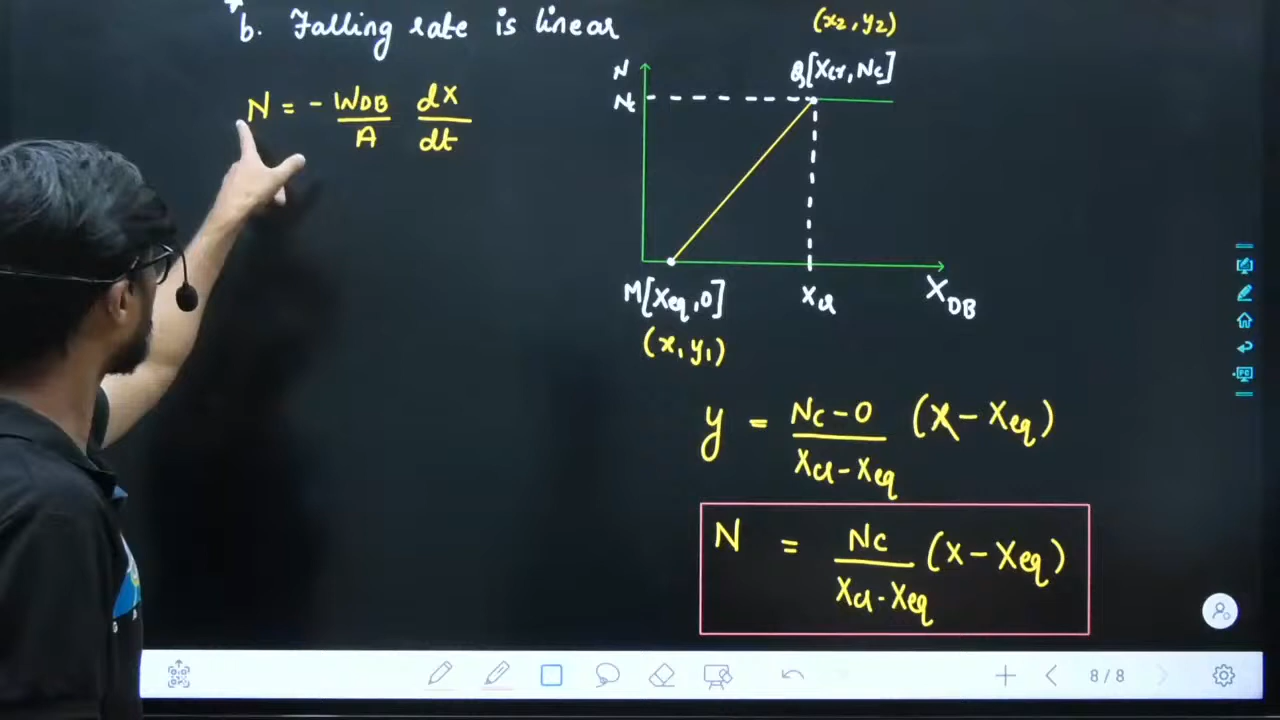 b. Falling rate is linear
N = - WDB/A dX/dt
(x2, y2)
Q[Xcr, Nc]
N
Nc
M[Xeq, 0]
Xcr
XDB
(x, y1)
y = Nc - 0 / Xcr - Xeq (X - Xeq)
N = Nc / Xcr - Xeq (X - Xeq)
8 / 8